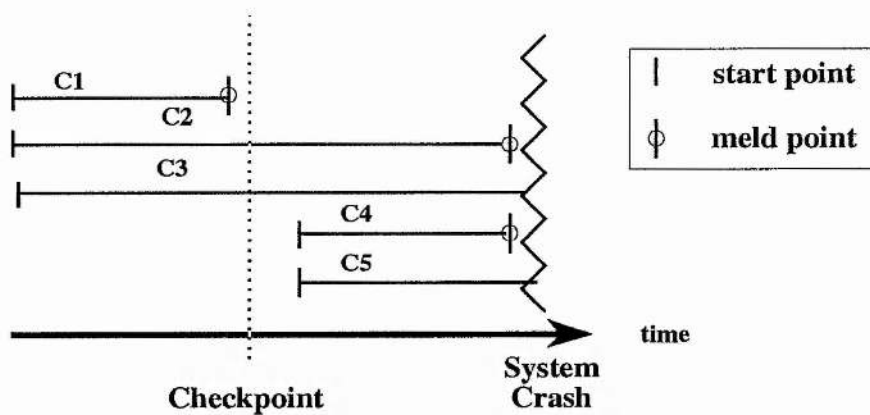 C1
C2
C3
C4
C5
start point
meld point
time
Checkpoint
System
Crash